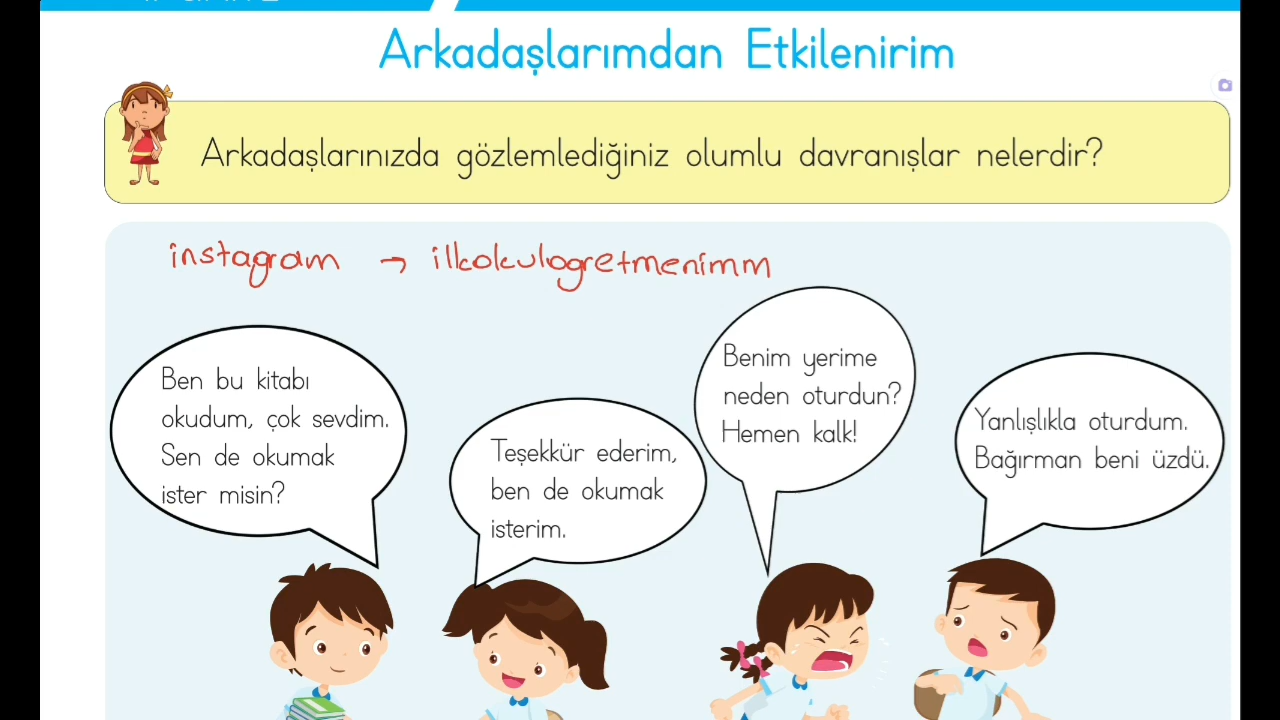 Arkadaşlarımdan Etkilenirim
Arkadaşlarınızda gözlemlediğiniz olumlu davranışlar nelerdir?
instagram → ilkokulogretmenimm
Ben bu kitabı
okudum, çok sevdim.
Sen de okumak
ister misin?
Teşekkür ederim,
ben de okumak
isterim.
Benim yerime
neden oturdun?
Hemen kalk!
Yanlışlıkla oturdum.
Bağırman beni üzdü.